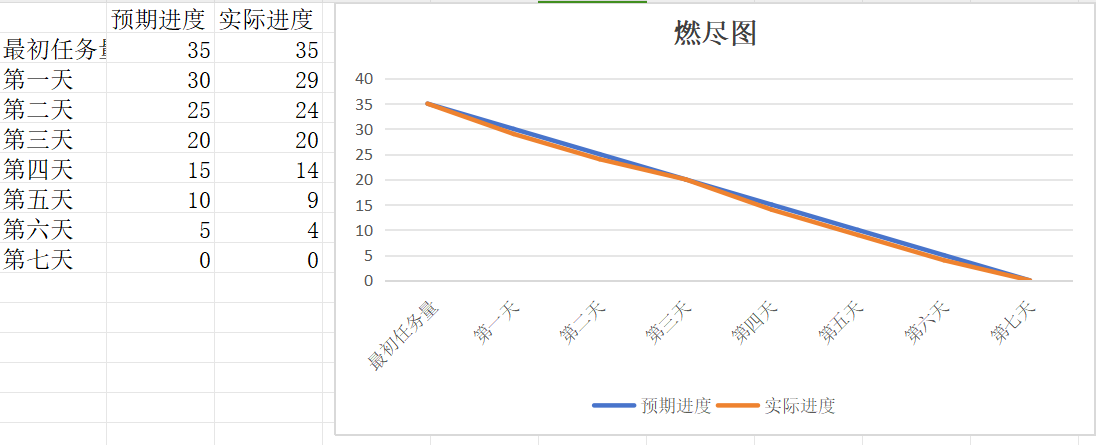 预期进度 实际进度
最初任务量 35 35
第一天 30 29
第二天 25 24
第三天 20 20
第四天 15 14
第五天 10 9
第六天 5 4
第七天 0 0
燃尽图
40
35
30
25
20
15
10
5
0
最初任务量 第一天 第二天 第三天 第四天 第五天 第六天 第七天
预期进度 实际进度